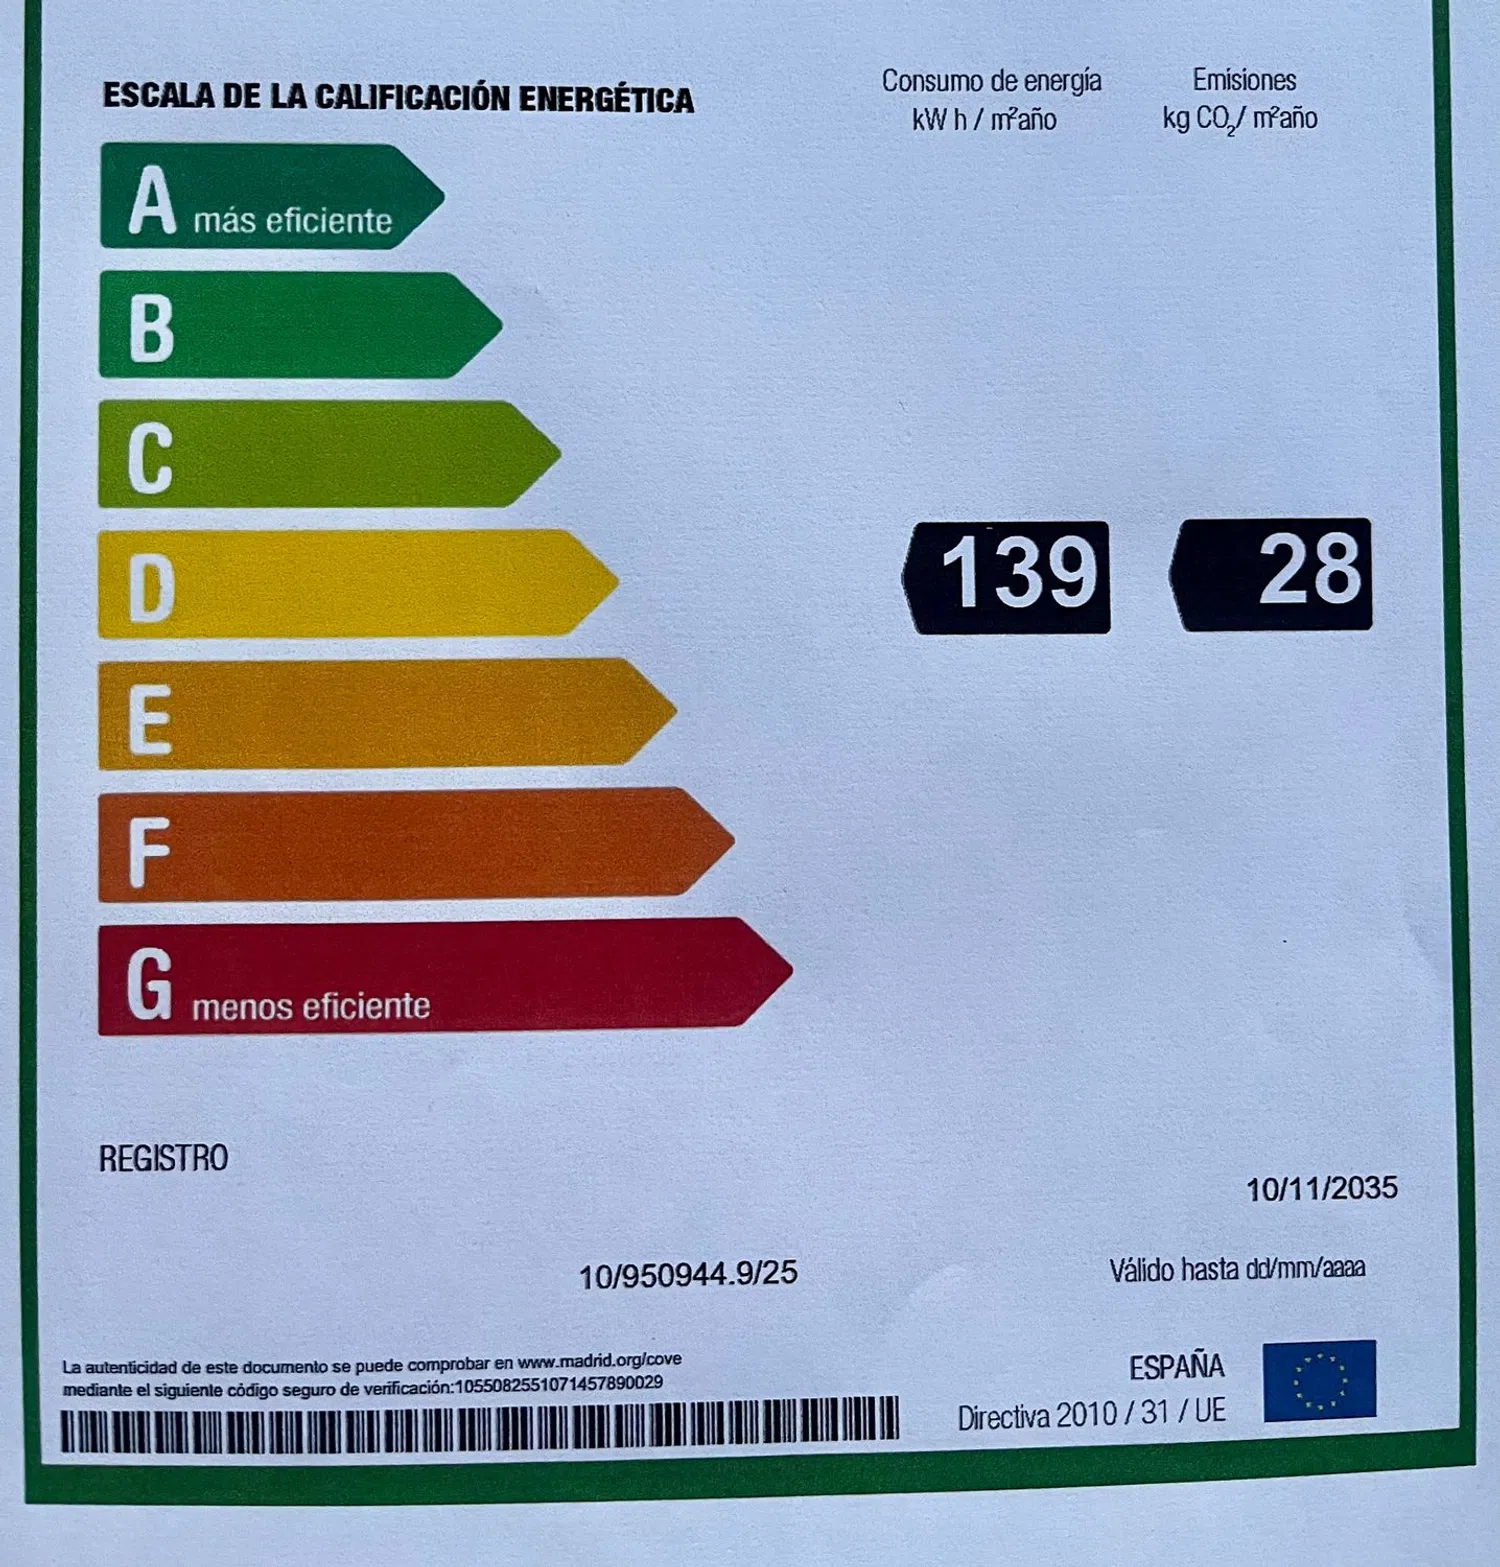 ESCALA DE LA CALIFICACIÓN ENERGÉTICA
Consumo de energía
kW h / m²año
Emisiones
kg CO₂/ m²año
A más eficiente
B
C
D
139
28
E
F
G menos eficiente
REGISTRO
10/11/2035
10/950944.9/25
Válido hasta dd/mm/aaaa
La autenticidad de este documento se puede comprobar en www.madrid.org/cove
mediante el siguiente código seguro de verificación:1055082551071457890029
ESPAÑA
Directiva 2010 / 31 / UE